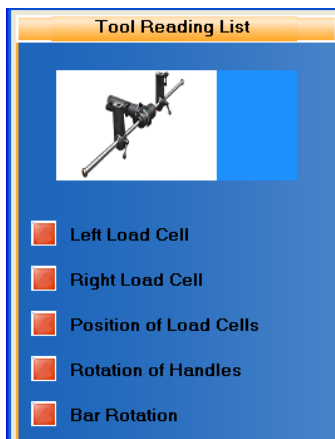 Tool Reading List
Left Load Cell
Right Load Cell
Position of Load Cells
Rotation of Handles
Bar Rotation